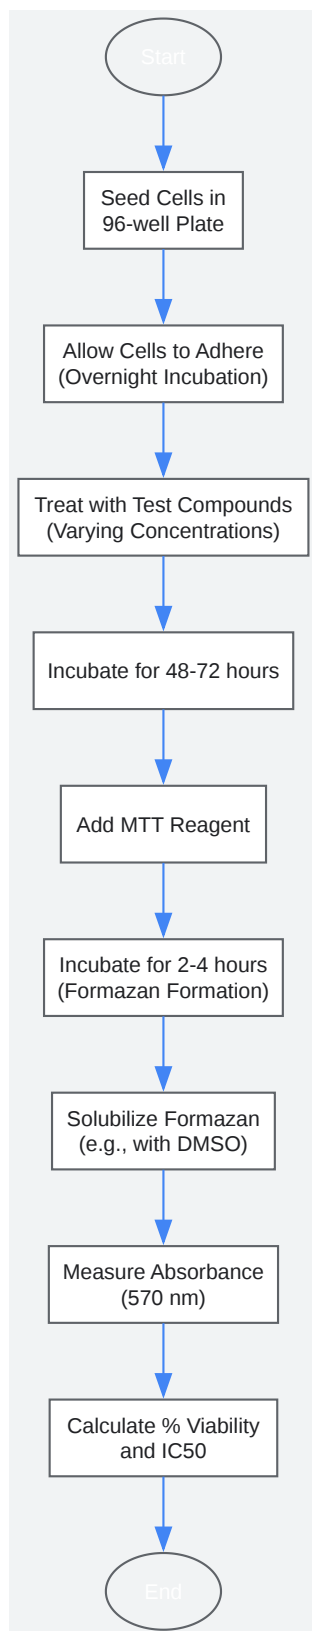 Start
Seed Cells in
96-well Plate
Allow Cells to Adhere
(Overnight Incubation)
Treat with Test Compounds
(Varying Concentrations)
Incubate for 48-72 hours
Add MTT Reagent
Incubate for 2-4 hours
(Formazan Formation)
Solubilize Formazan
(e.g., with DMSO)
Measure Absorbance
(570 nm)
Calculate % Viability
and IC50
End